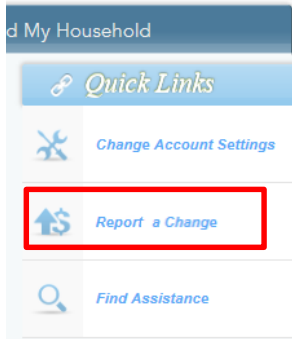 d My Household
Quick Links
Change Account Settings
Report a Change
Find Assistance